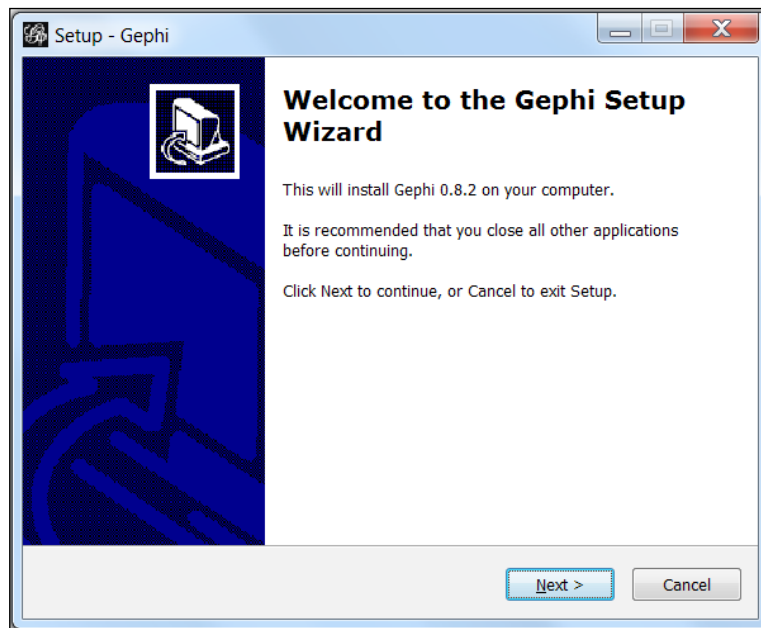 Setup - Gephi
Welcome to the Gephi Setup
Wizard
This will install Gephi 0.8.2 on your computer.
It is recommended that you close all other applications
before continuing.
Click Next to continue, or Cancel to exit Setup.
Next >
Cancel